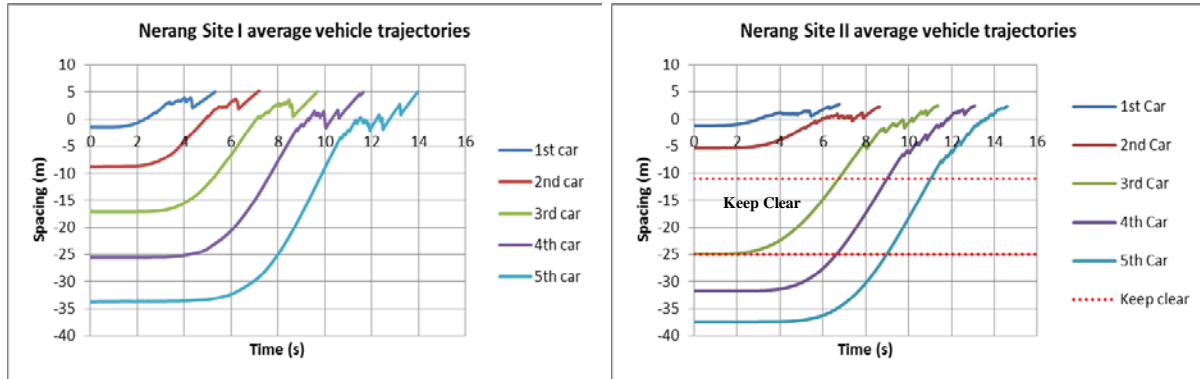 Nerang Site I average vehicle trajectories
10
5
0
-5
-10
-15
-20
-25
-30
-35
-40
0 2 4 6 8 10 12 14 16
Spacing (m)
Time (s)
1st car
2nd car
3rd car
4th car
5th car
Nerang Site II average vehicle trajectories
10
5
0
-5
-10
-15
-20
-25
-30
-35
-40
0 2 4 6 8 10 12 14 16
Spacing (m)
Time (s)
Keep Clear
1st Car
2nd Car
3rd Car
4th Car
5th Car
Keep clear